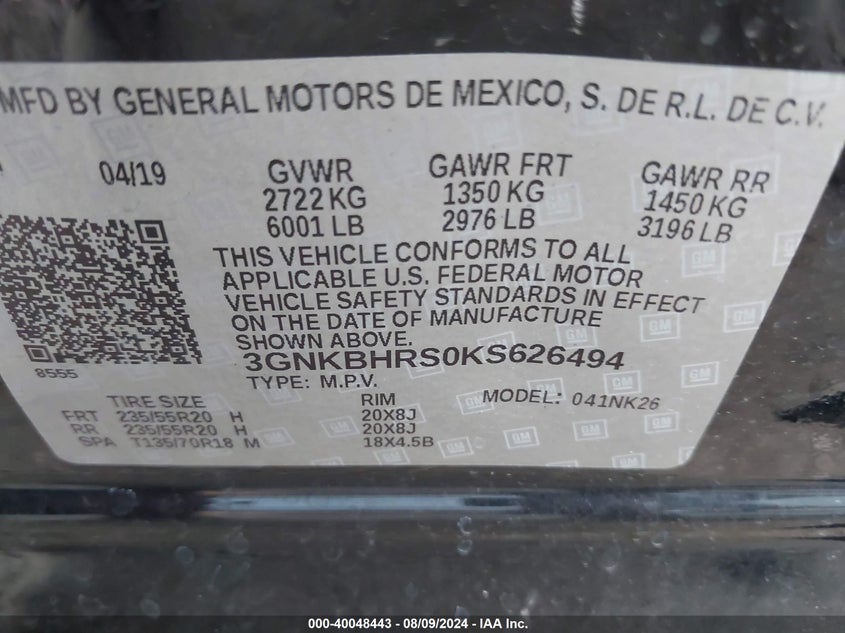 MFD BY GENERAL MOTORS DE MEXICO, S. DE R.L. DE C.V.
04/19 GVWR GAWR FRT GAWR RR
2722 KG 1350 KG 1450 KG
6001 LB 2976 LB 3196 LB
THIS VEHICLE CONFORMS TO ALL
APPLICABLE U.S. FEDERAL MOTOR
VEHICLE SAFETY STANDARDS IN EFFECT
ON THE DATE OF MANUFACTURE
SHOWN ABOVE.
3GNKBHRS0KS626494
8555 TYPE: M.P.V.
TIRE SIZE RIM MODEL: 041NK26
FRT 235/55R20 H 20X8J
RR 235/55R20 H 20X8J
SPA T135/70R18 M 18X4.5B
000-40048443 - 08/09/2024 - IAA Inc.